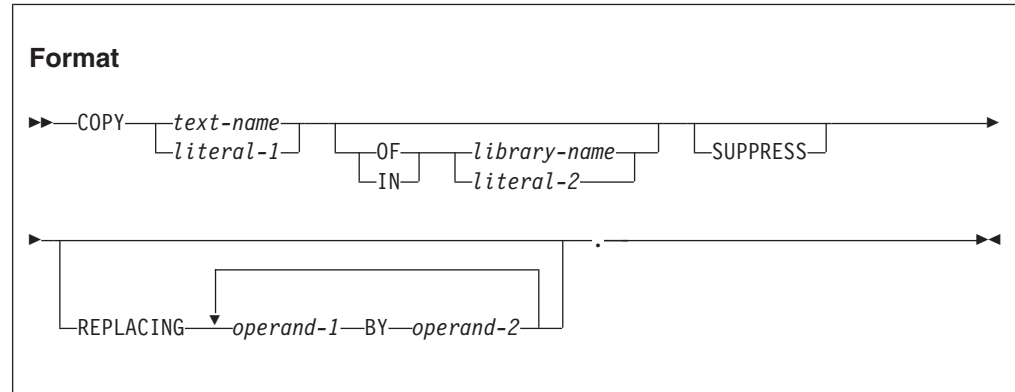 Format
COPY text-name OF library-name SUPPRESS
literal-1 IN literal-2
.
REPLACING operand-1 BY operand-2